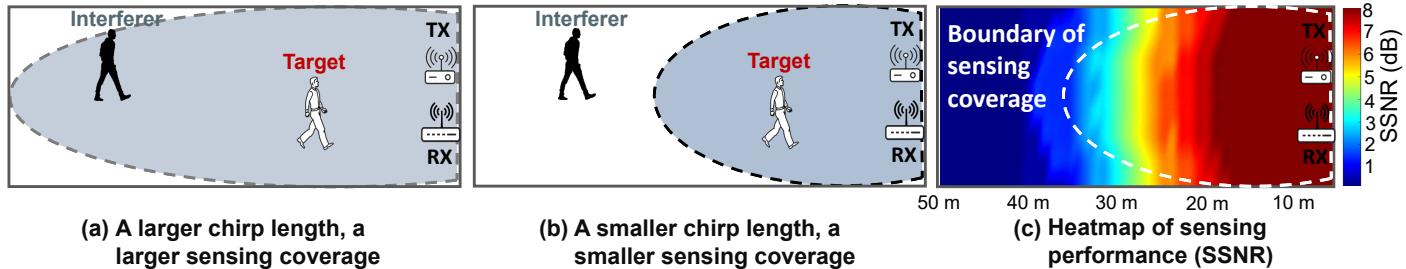 Interferer
TX
Target
RX
(a) A larger chirp length, a
larger sensing coverage
Interferer
TX
Target
RX
(b) A smaller chirp length, a
smaller sensing coverage
Boundary of
sensing
coverage
TX
RX
50 m
40 m
30 m
20 m
10 m
8
7
6
5
4
3
2
1
SSNR (dB)
(c) Heatmap of sensing
performance (SSNR)